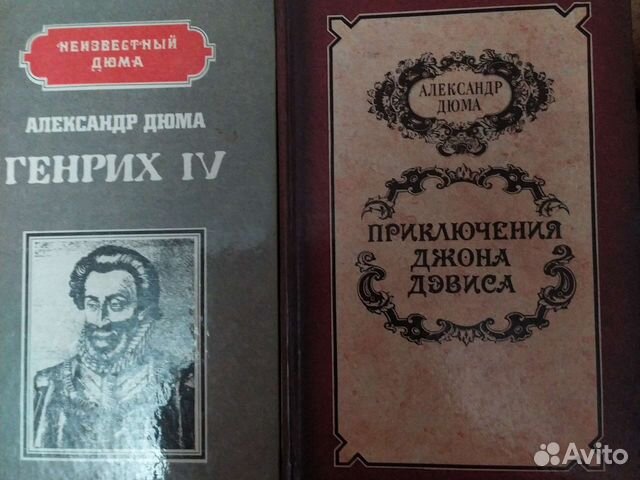 НЕИЗВЕСТНЫЙ
ДЮМА
АЛЕКСАНДР ДЮМА
ГЕНРИХ IV
АЛЕКСАНДР
ДЮМА
ПРИКЛЮЧЕНИЯ
ДЖОНА
ДЭВИСА
Avito